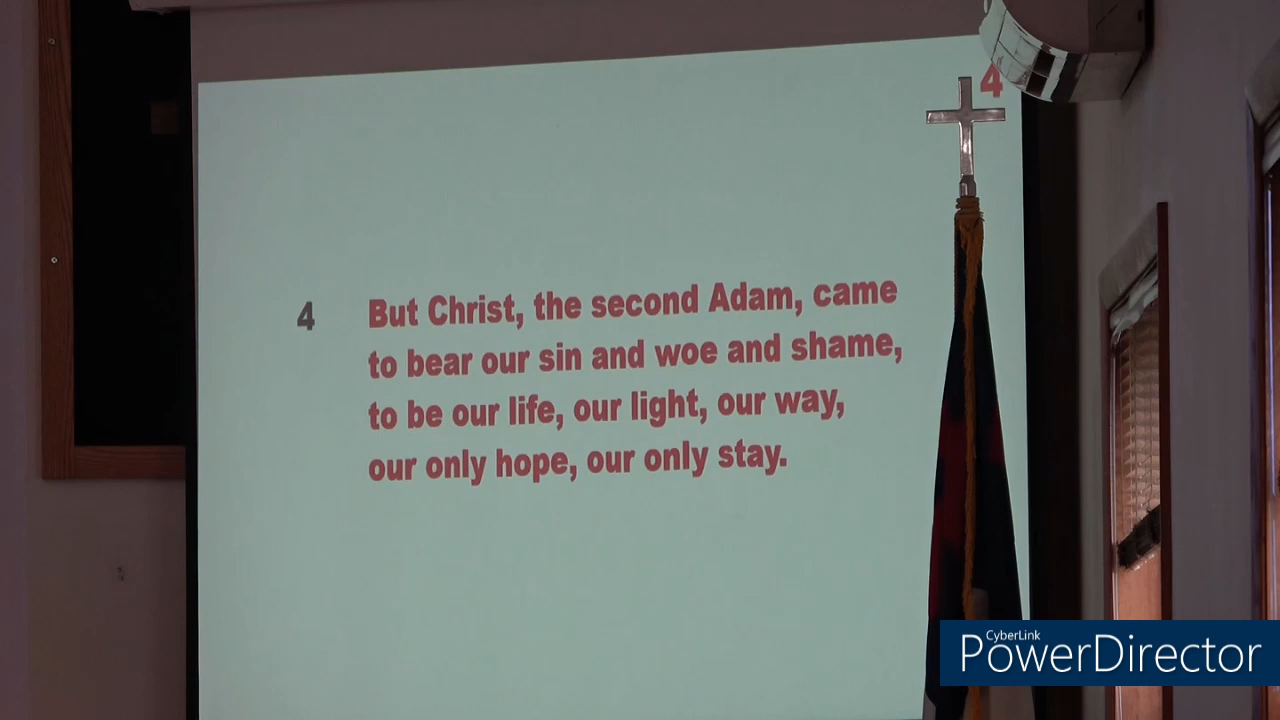 4
4 But Christ, the second Adam, came
to bear our sin and woe and shame,
to be our life, our light, our way,
our only hope, our only stay.
CyberLink
PowerDirector